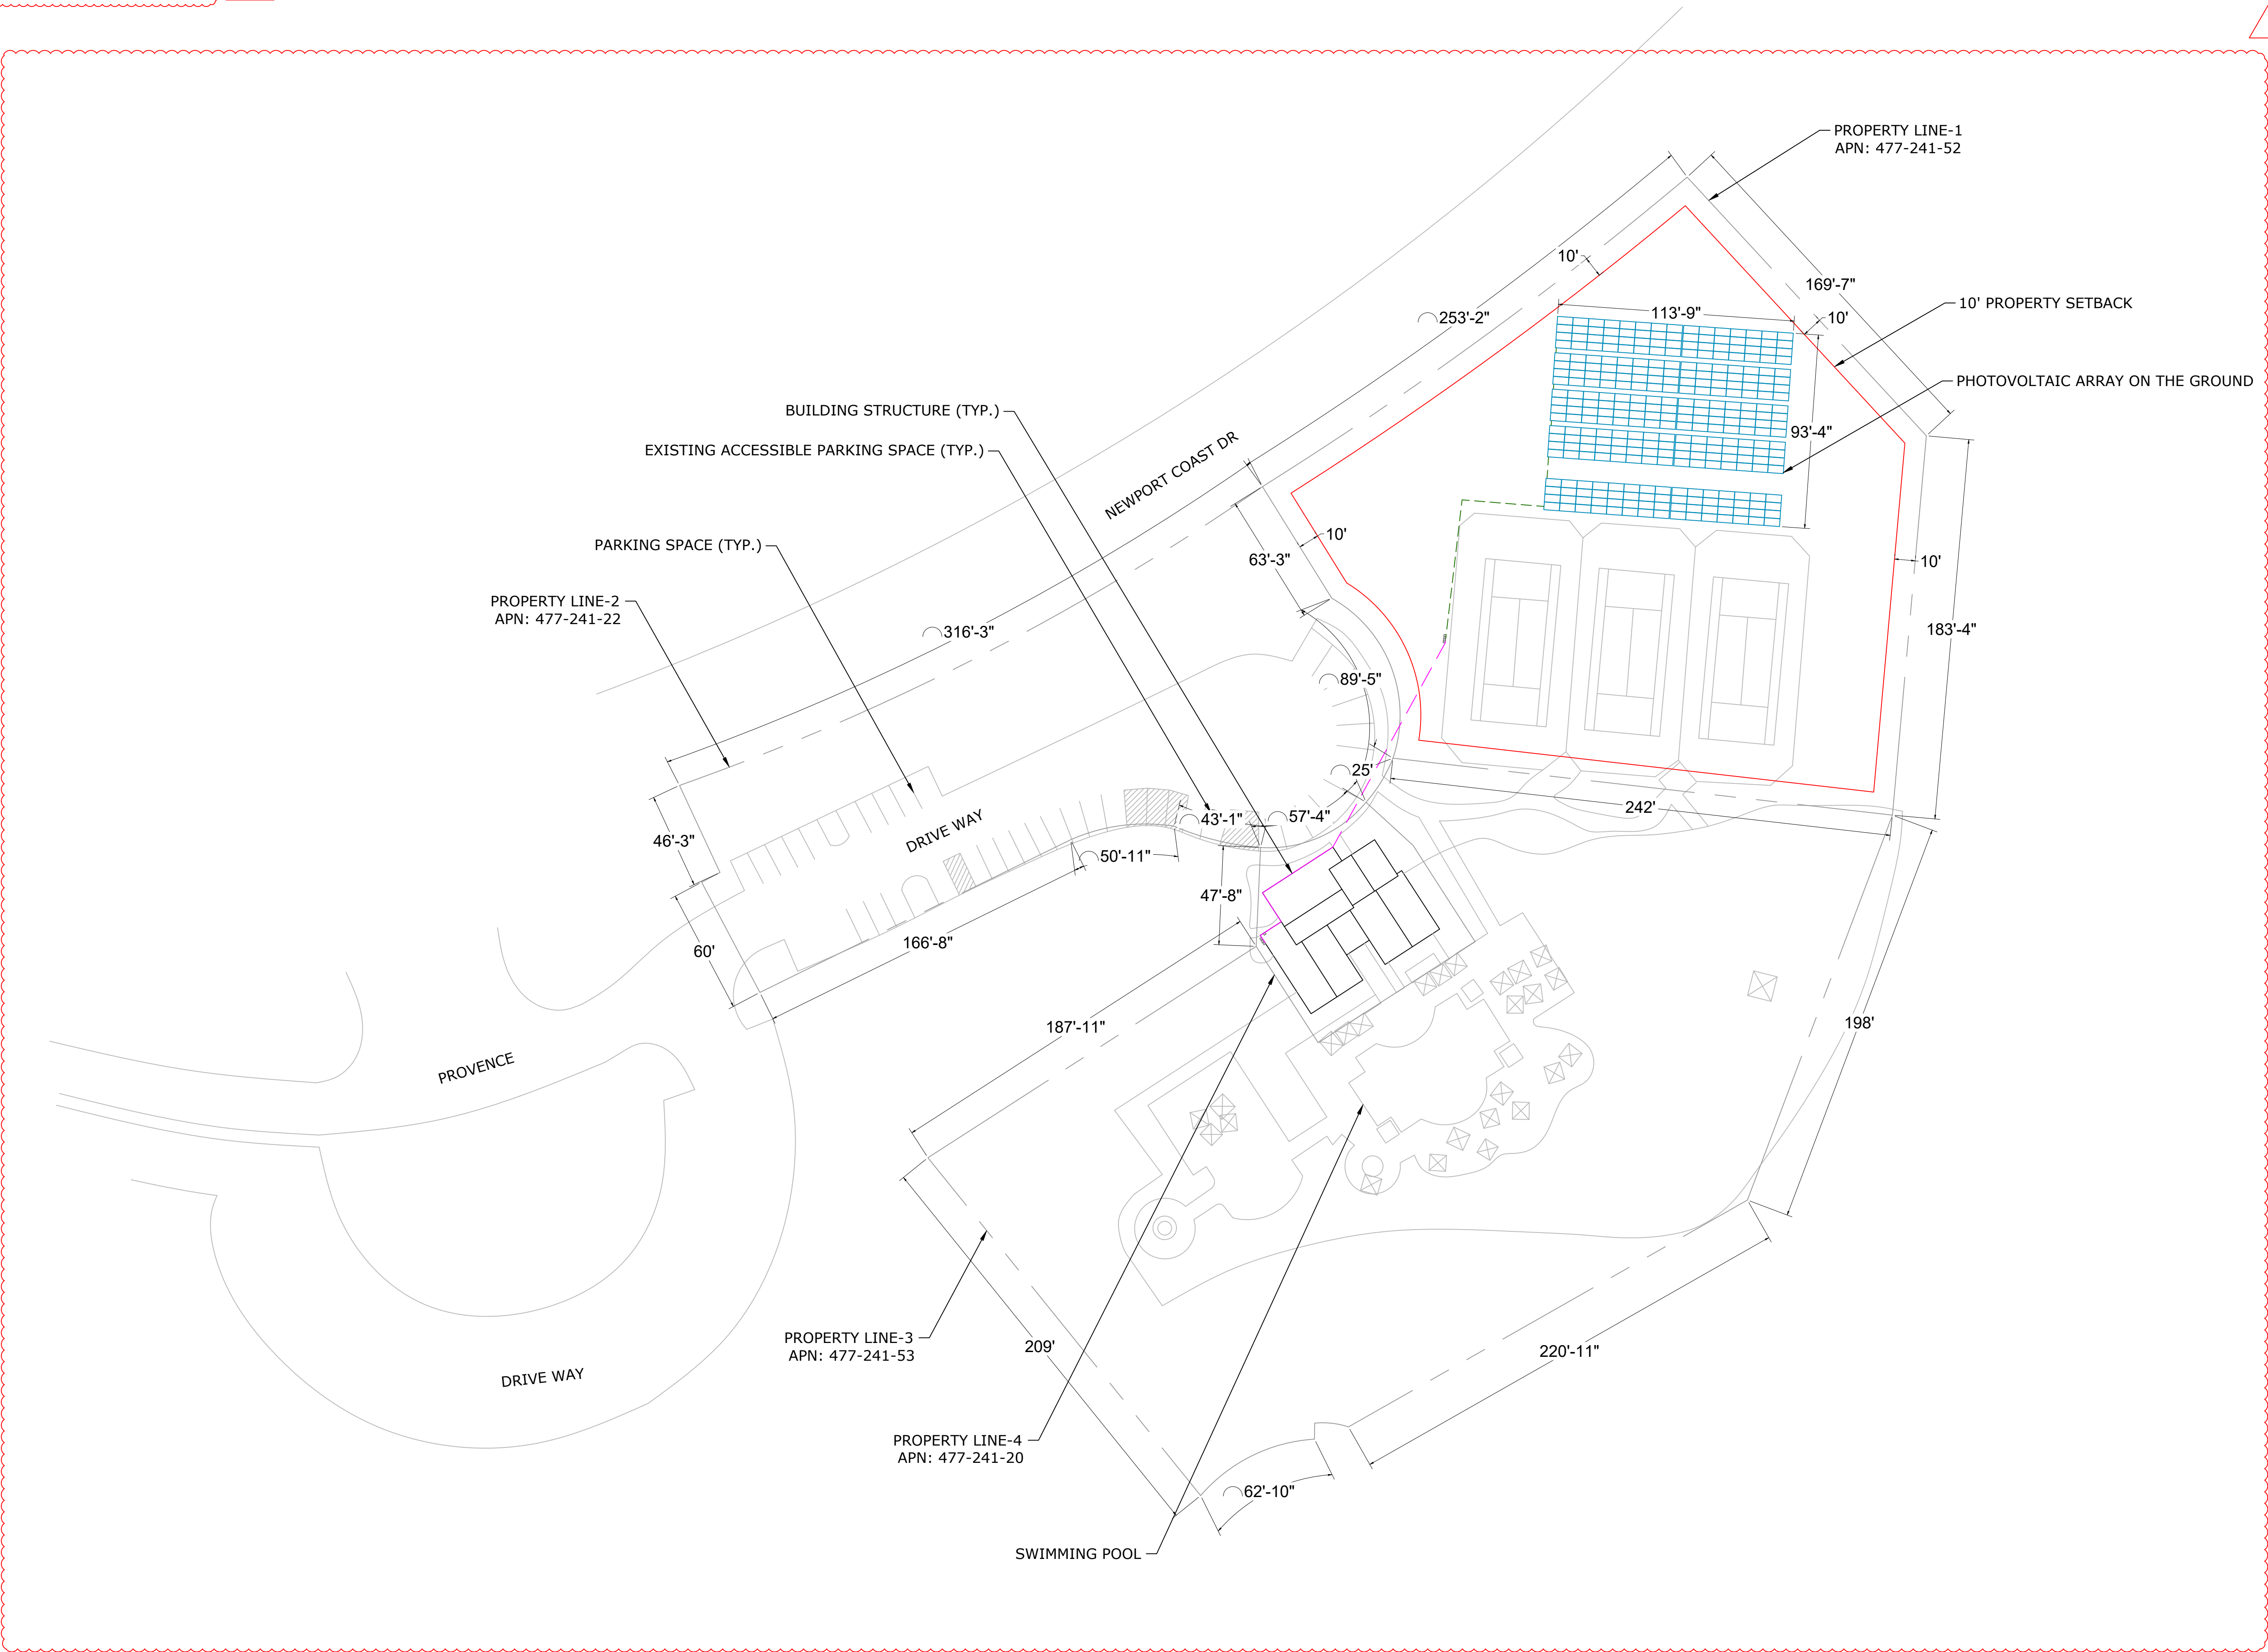 PROPERTY LINE-1
APN: 477-241-52
10'
169'-7"
10' PROPERTY SETBACK
113'-9"
10'
253'-2"
PHOTOVOLTAIC ARRAY ON THE GROUND
BUILDING STRUCTURE (TYP.)
93'-4"
EXISTING ACCESSIBLE PARKING SPACE (TYP.)
NEWPORT COAST DR
10'
PARKING SPACE (TYP.)
63'-3"
10'
PROPERTY LINE-2
APN: 477-241-22
316'-3"
183'-4"
89'-5"
25'
242'
43'-1"
57'-4"
DRIVE WAY
46'-3"
50'-11"
47'-8"
166'-8"
60'
187'-11"
198'
PROVENCE
PROPERTY LINE-3
APN: 477-241-53
209'
220'-11"
DRIVE WAY
PROPERTY LINE-4
APN: 477-241-20
62'-10"
SWIMMING POOL